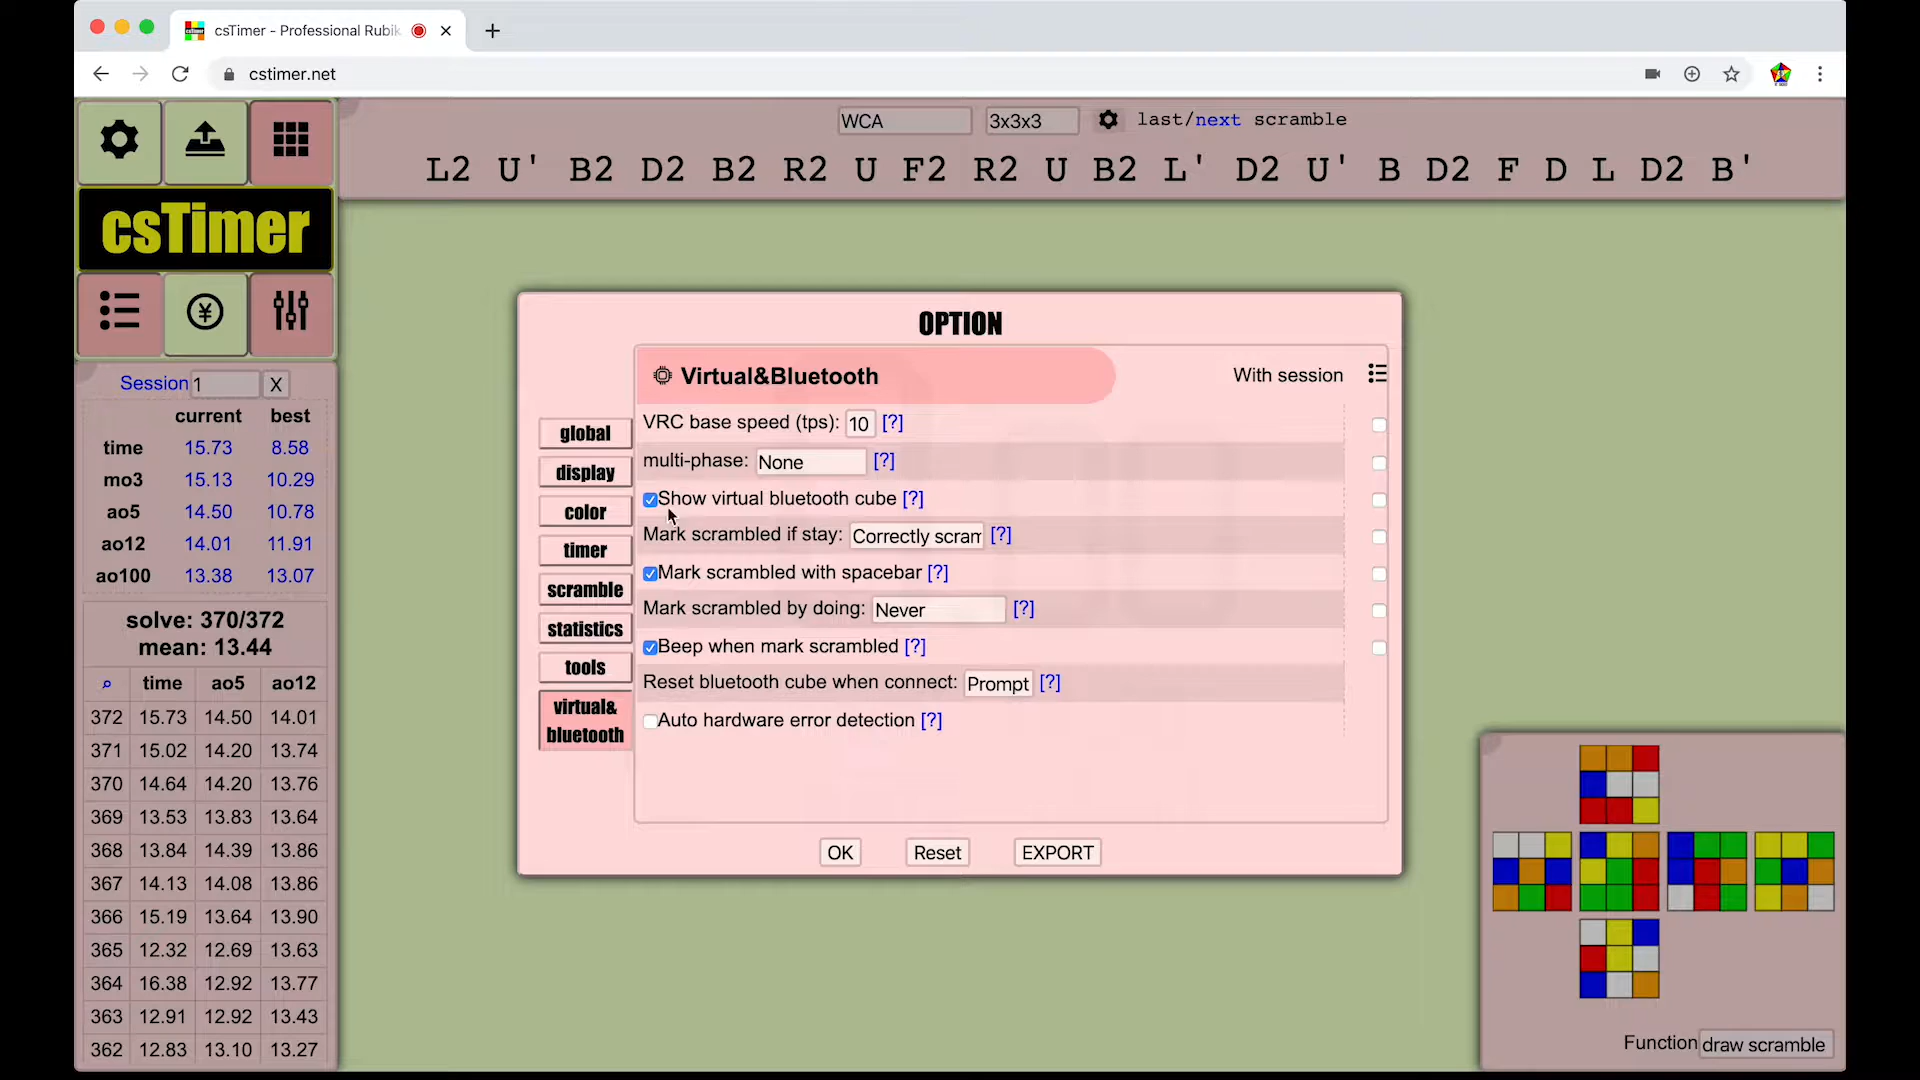 csTimer - Professional Rubik
cstimer.net
WCA 3x3x3 last/next scramble
L2 U' B2 D2 B2 R2 U F2 R2 U B2 L' D2 U' B D2 F D L D2 B'
csTimer
Session 1 X
current best
time 15.73 8.58
mo3 15.13 10.29
ao5 14.50 10.78
ao12 14.01 11.91
ao100 13.38 13.07
solve: 370/372
mean: 13.44
time ao5 ao12
372 15.73 14.50 14.01
371 15.02 14.20 13.74
370 14.64 14.20 13.76
369 13.53 13.83 13.64
368 13.84 14.39 13.86
367 14.13 14.08 13.86
366 15.19 13.64 13.90
365 12.32 12.69 13.63
364 16.38 12.92 13.77
363 12.91 12.92 13.43
362 12.83 13.10 13.27
OPTION
global
display
color
timer
scramble
statistics
tools
virtual&
bluetooth
Virtual&Bluetooth With session
VRC base speed (tps): 10 [?]
multi-phase: None [?]
Show virtual bluetooth cube [?]
Mark scrambled if stay: Correctly scram [?]
Mark scrambled with spacebar [?]
Mark scrambled by doing: Never [?]
Beep when mark scrambled [?]
Reset bluetooth cube when connect: Prompt [?]
Auto hardware error detection [?]
OK Reset EXPORT
Function draw scramble